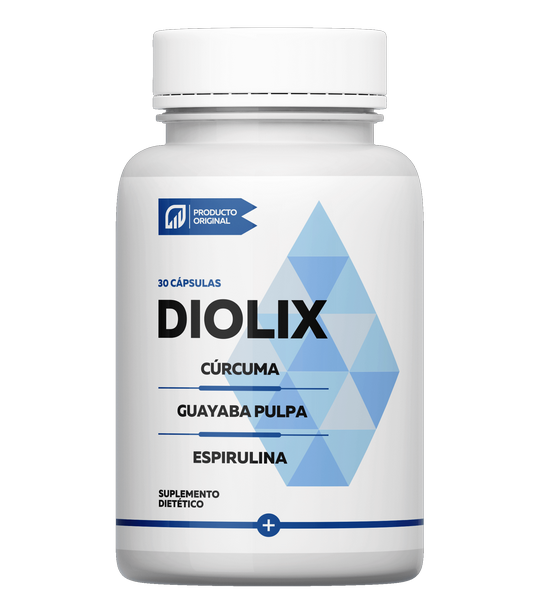 PRODUCTO
ORIGINAL
30 CÁPSULAS
DIOLIX
CÚRCUMA
GUAYABA PULPA
ESPIRULINA
SUPLEMENTO
DIETÉTICO